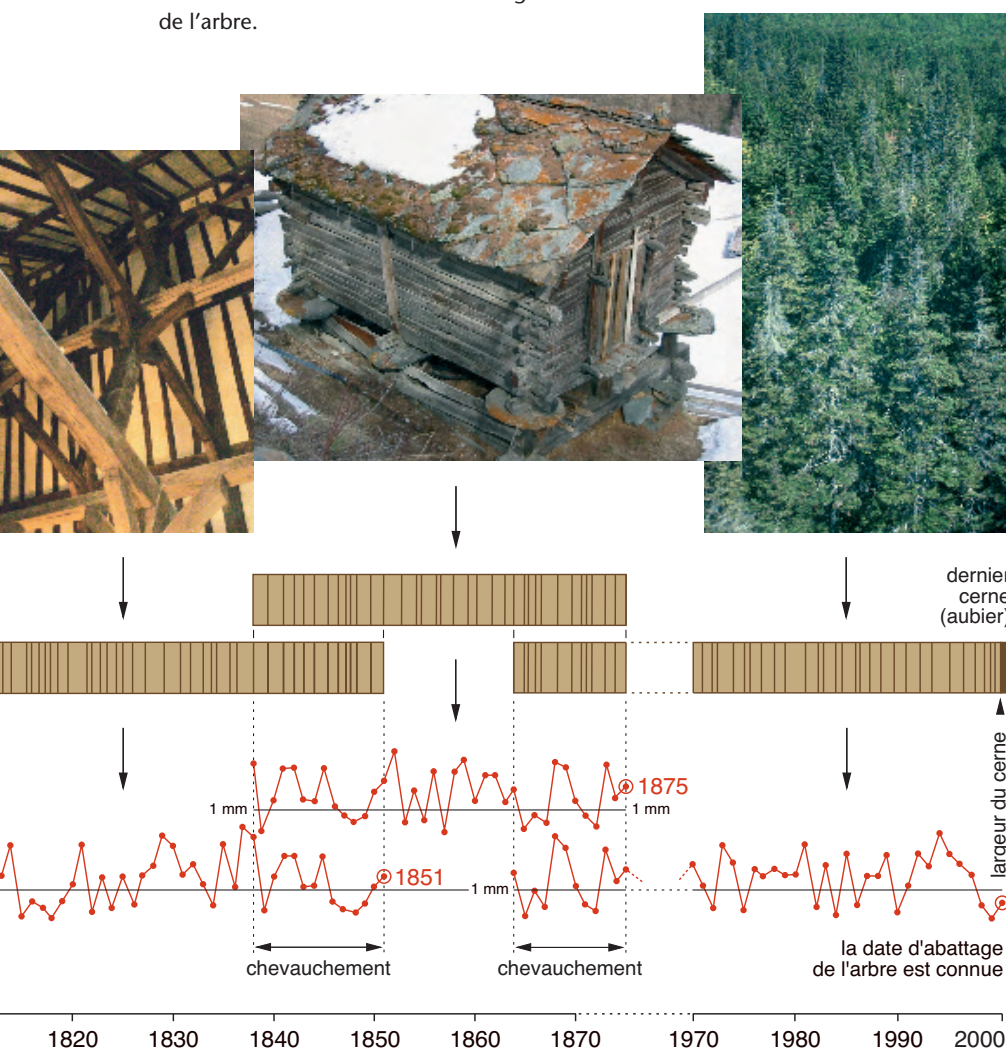 de l'arbre.
dernier
cerne
(aubier)
largeur du cerne
1 mm
1 mm
1875
1851
1 mm
chevauchement
chevauchement
la date d'abattage
de l'arbre est connue
1820 1830 1840 1850 1860 1870 1970 1980 1990 2000